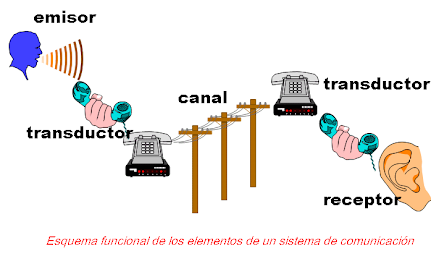 emisor
canal
transductor
transductor
receptor
Esquema funcional de los elementos de un sistema de comunicación